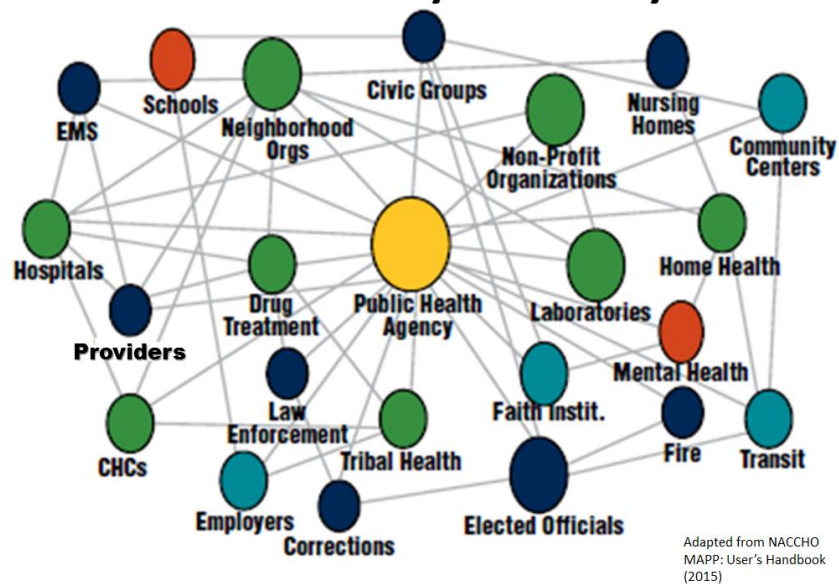 Civic Groups
Schools
Nursing
Homes
EMS
Neighborhood
Orgs
Community
Centers
Non-Profit
Organizations
Hospitals
Home Health
Drug
Treatment
Public Health
Agency
Laboratories
Providers
Mental Health
Law
Enforcement
Faith Instit.
CHCs
Tribal Health
Fire
Transit
Employers
Corrections
Elected Officials
Adapted from NACCHO
MAPP: User’s Handbook
(2015)